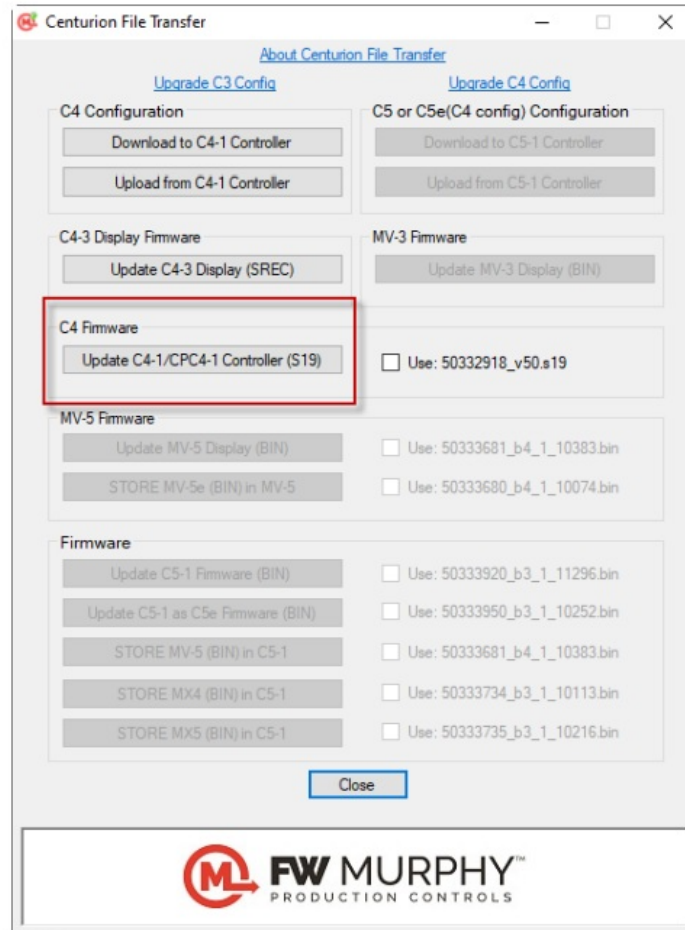 Centurion File Transfer
About Centurion File Transfer
Upgrade C3 Config
Upgrade C4 Config
C4 Configuration
Download to C4-1 Controller
Upload from C4-1 Controller
C5 or C5e(C4 config) Configuration
Download to C5-1 Controller
Upload from C5-1 Controller
C4-3 Display Firmware
Update C4-3 Display (SREC)
MV-3 Firmware
Update MV-3 Display (BIN)
C4 Firmware
Update C4-1/CPC4-1 Controller (S19)
Use: 50332918_v50.s19
MV-5 Firmware
Update MV-5 Display (BIN)
Use: 50333681_b4_1_10383.bin
STORE MV-5e (BIN) in MV-5
Use: 50333680_b4_1_10074.bin
Firmware
Update C5-1 Firmware (BIN)
Use: 50333920_b3_1_11296.bin
Update C5-1 as C5e Firmware (BIN)
Use: 50333950_b3_1_10252.bin
STORE MV-5 (BIN) in C5-1
Use: 50333681_b4_1_10383.bin
STORE MX4 (BIN) in C5-1
Use: 50333734_b3_1_10113.bin
STORE MX5 (BIN) in C5-1
Use: 50333735_b3_1_10216.bin
Close
FW MURPHY™
PRODUCTION CONTROLS